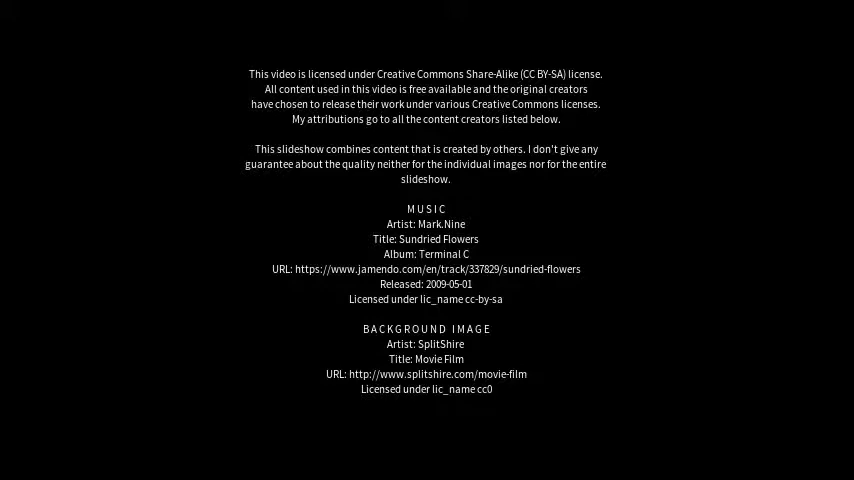 This video is licensed under Creative Commons Share-Alike (CC BY-SA) license.
All content used in this video is free available and the original creators
have chosen to release their work under various Creative Commons licenses.
My attributions go to all the content creators listed below.
This slideshow combines content that is created by others. I don't give any
guarantee about the quality neither for the individual images nor for the entire
slideshow.
MUSIC
Artist: Mark.Nine
Title: Sundried Flowers
Album: Terminal C
URL: https://www.jamendo.com/en/track/337829/sundried-flowers
Released: 2009-05-01
Licensed under lic_name cc-by-sa
BACKGROUND IMAGE
Artist: SplitShire
Title: Movie Film
URL: http://www.splitshire.com/movie-film
Licensed under lic_name cc0